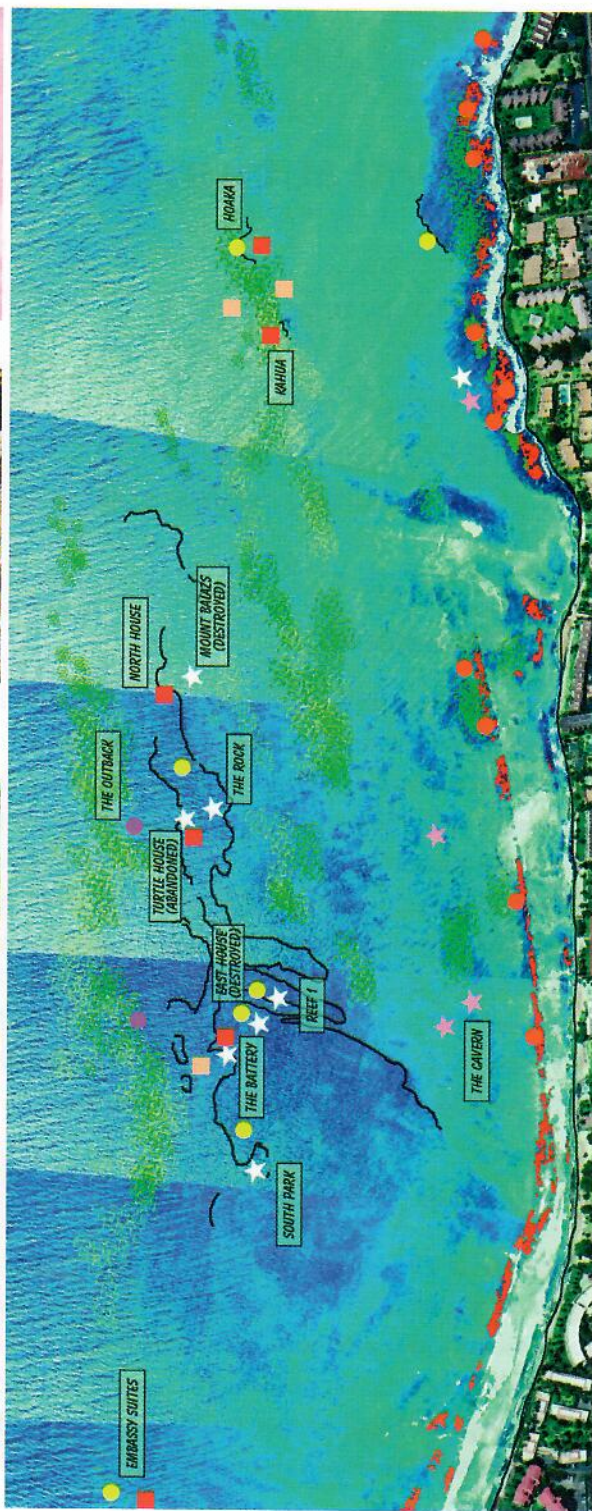 EMBASSY SUITES
SOUTH PARK
THE BATTERY
EAST HOUSE
(DESTROYED)
REEF 1
THE CAVERN
TURTLE HOUSE
(ABANDONED)
THE OUTBACK
THE ROCK
NORTH HOUSE
MOUNT BALAZS
(DESTROYED)
KAHUA
HOAKA